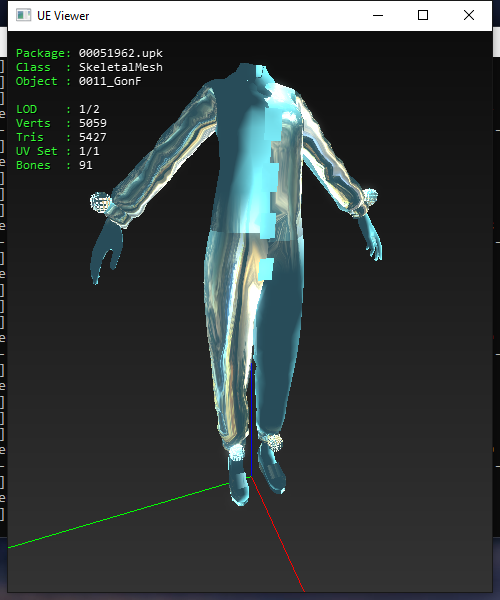 UE Viewer
Package: 00051962.upk
Class : SkeletalMesh
Object : 0011_GonF
LOD : 1/2
Verts : 5059
Tris : 5427
UV Set : 1/1
Bones : 91